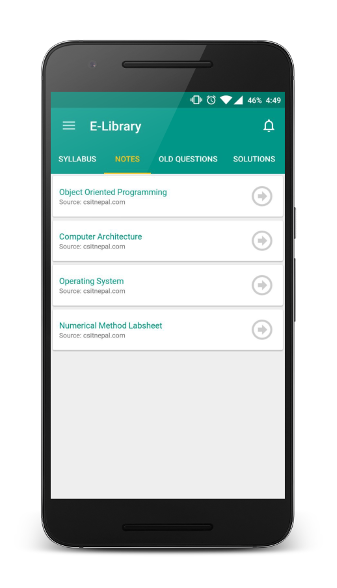 46% 4:49
E-Library
SYLLABUS NOTES OLD QUESTIONS SOLUTIONS
Object Oriented Programming
Source: csitnepal.com
Computer Architecture
Source: csitnepal.com
Operating System
Source: csitnepal.com
Numerical Method Labsheet
Source: csitnepal.com